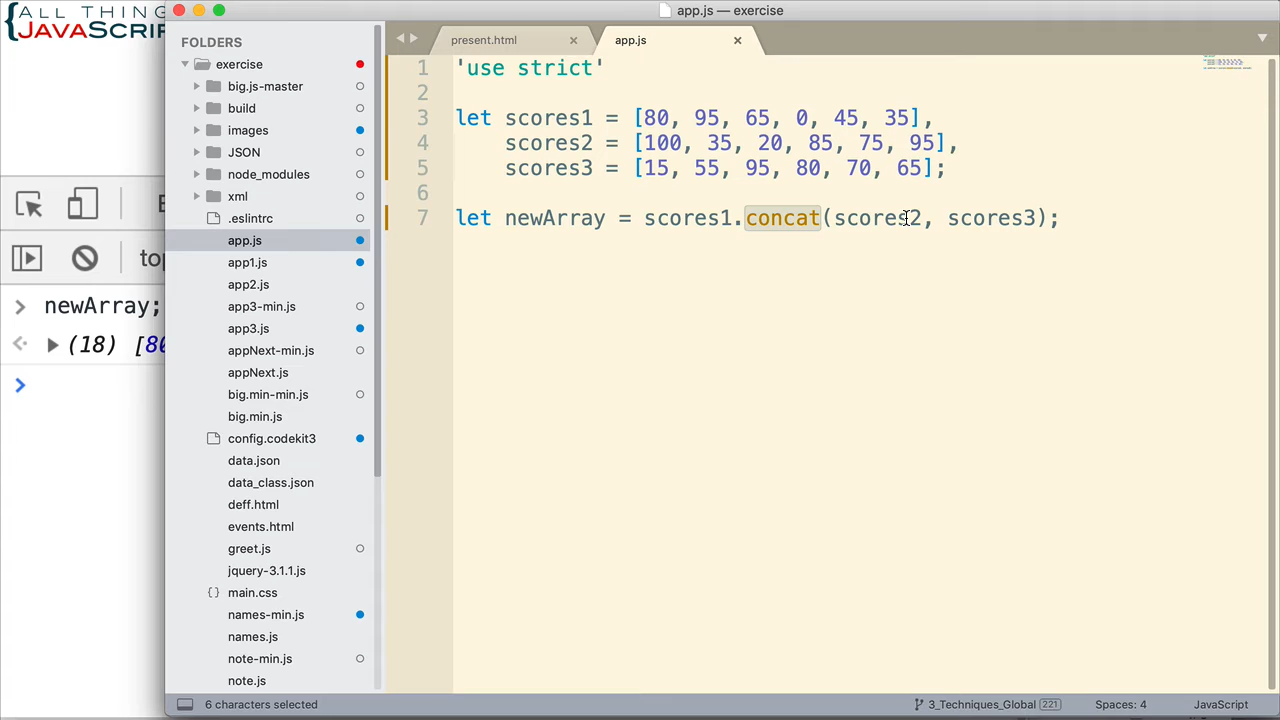 {ALL THING
JAVASCRIP
app.js — exercise
FOLDERS
exercise
big.js-master
build
images
JSON
node_modules
xml
.eslintrc
app.js
app1.js
app2.js
app3-min.js
app3.js
appNext-min.js
appNext.js
big.min-min.js
big.min.js
config.codekit3
data.json
data_class.json
deff.html
events.html
greet.js
jquery-3.1.1.js
{} main.css
names-min.js
names.js
note-min.js
note.js
present.html
app.js
1 'use strict'
2
3 let scores1 = [80, 95, 65, 0, 45, 35],
4 scores2 = [100, 35, 20, 85, 75, 95],
5 scores3 = [15, 55, 95, 80, 70, 65];
6
7 let newArray = scores1.concat(scores2, scores3);
top
> newArray;
(18) [80
6 characters selected
3_Techniques_Global 221
Spaces: 4
JavaScript